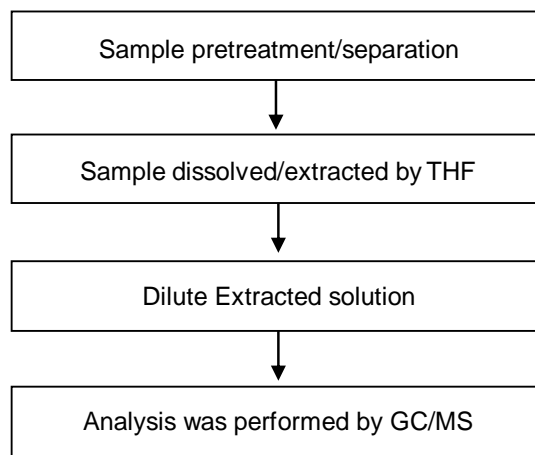 Sample pretreatment/separation
Sample dissolved/extracted by THF
Dilute Extracted solution
Analysis was performed by GC/MS